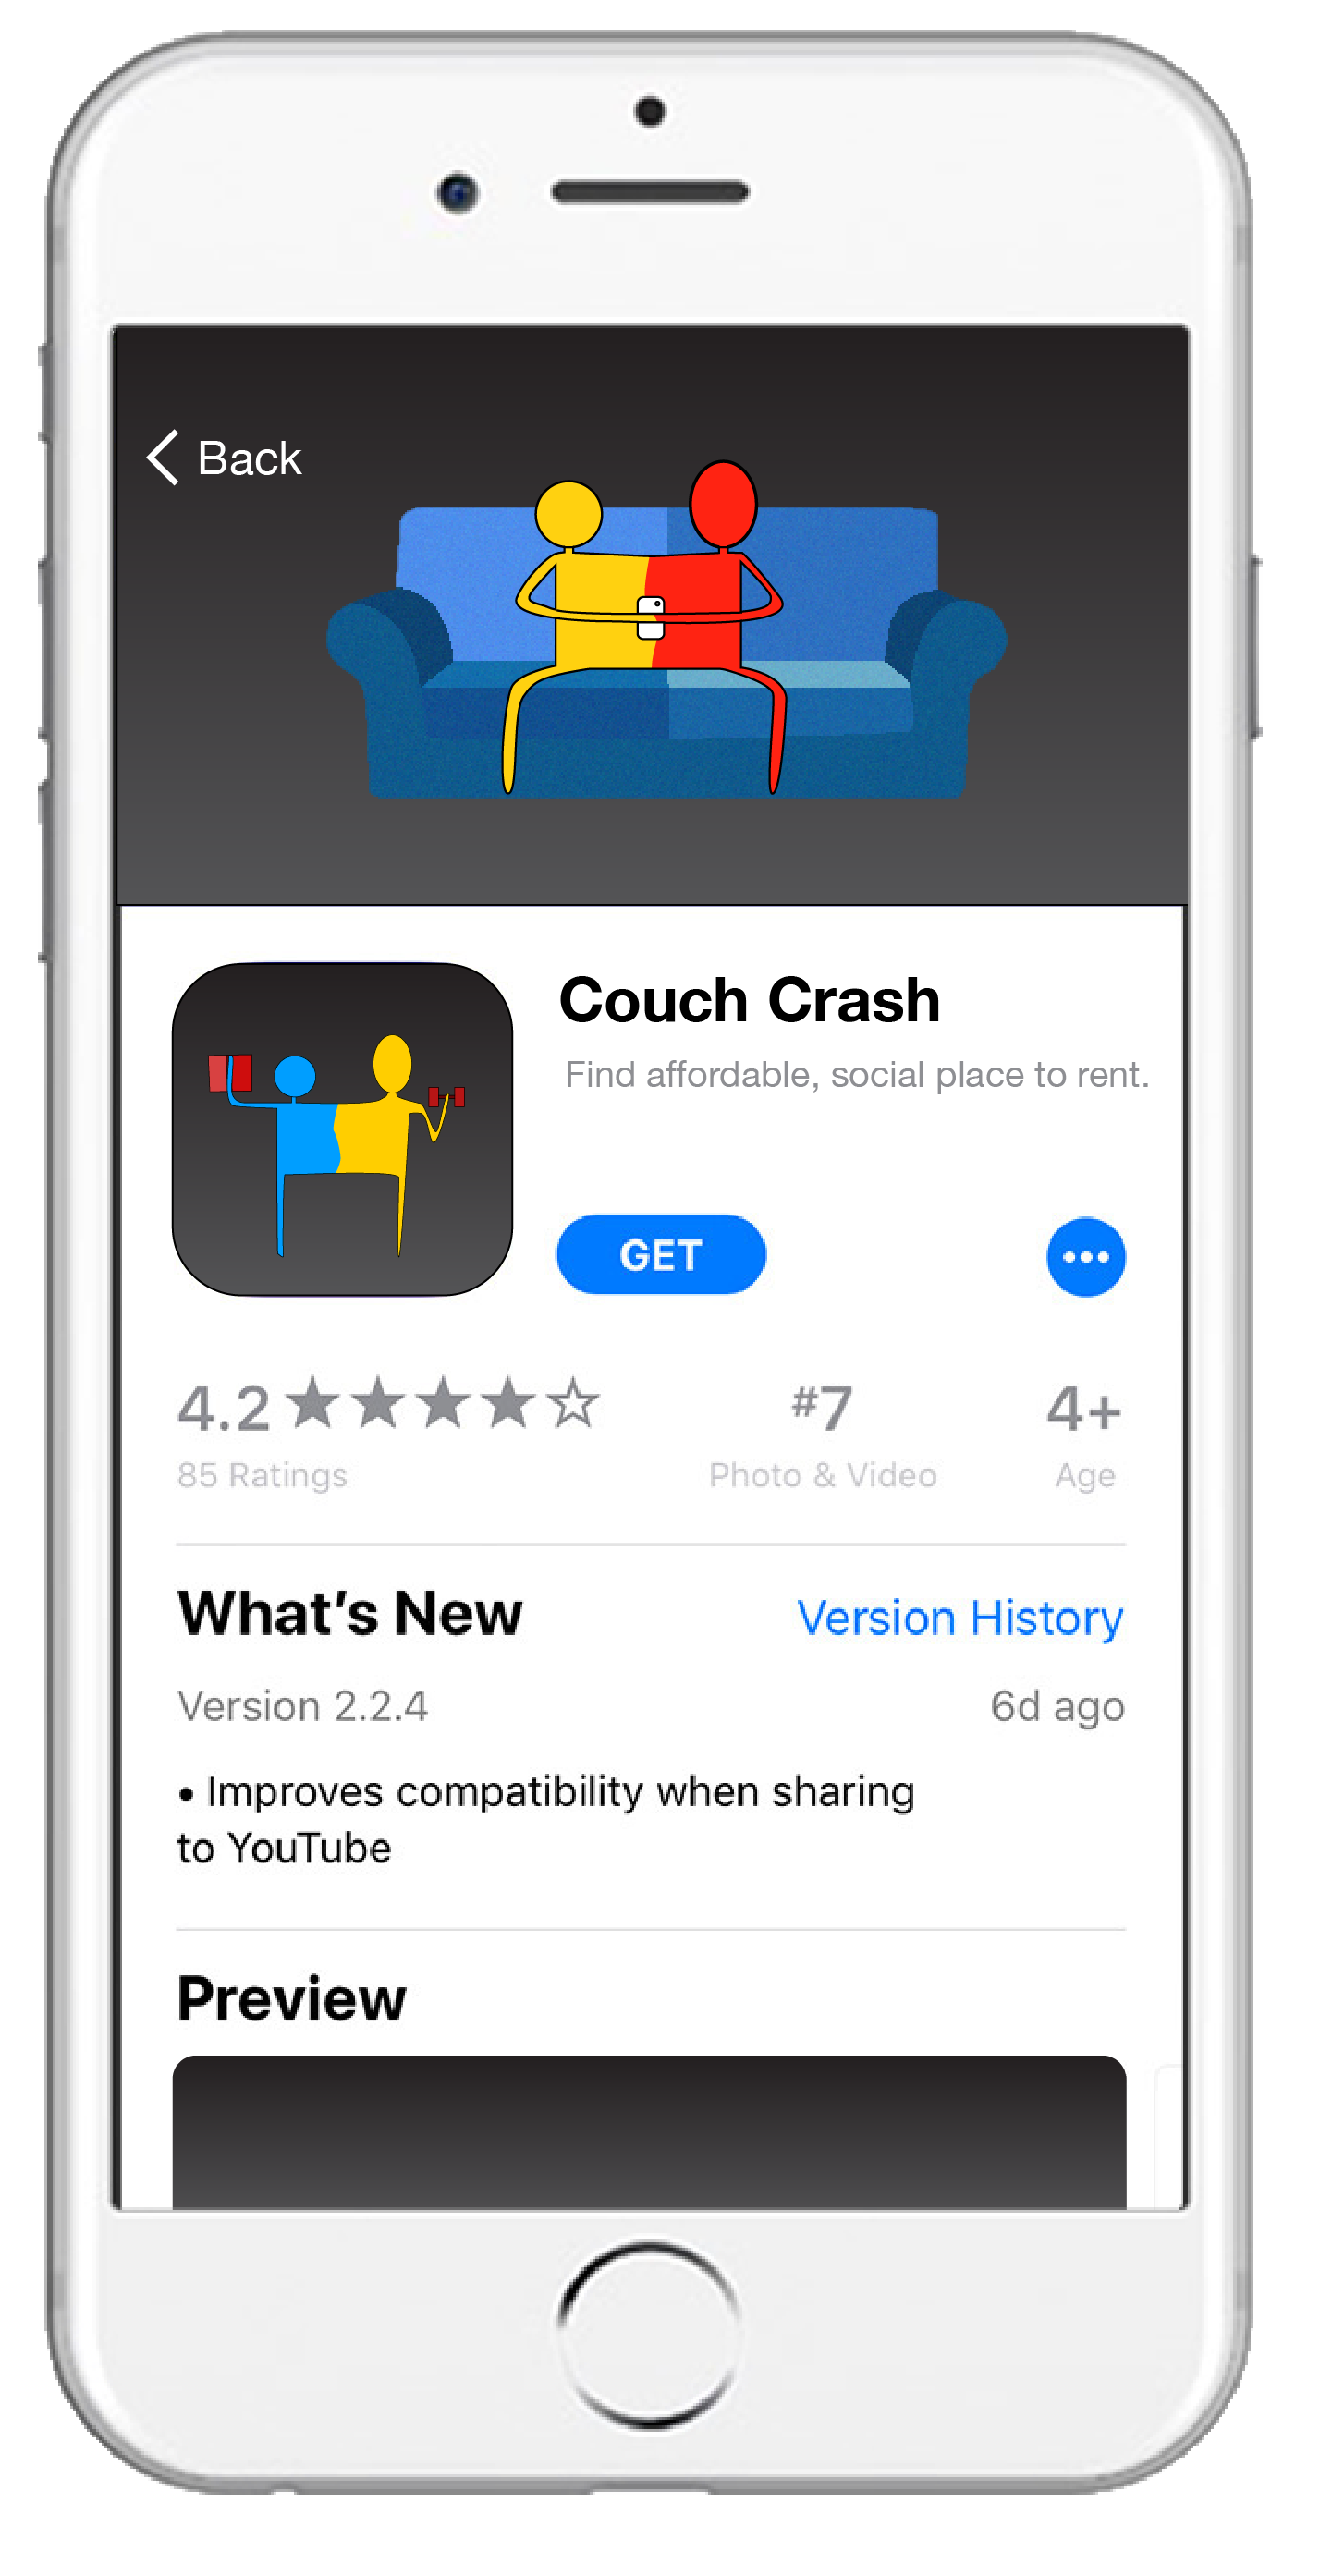 Back
Couch Crash
Find affordable, social place to rent.
GET
4.2
#7
4+
85 Ratings
Photo & Video
Age
What's New
Version History
Version 2.2.4
6d ago
• Improves compatibility when sharing
to YouTube
Preview